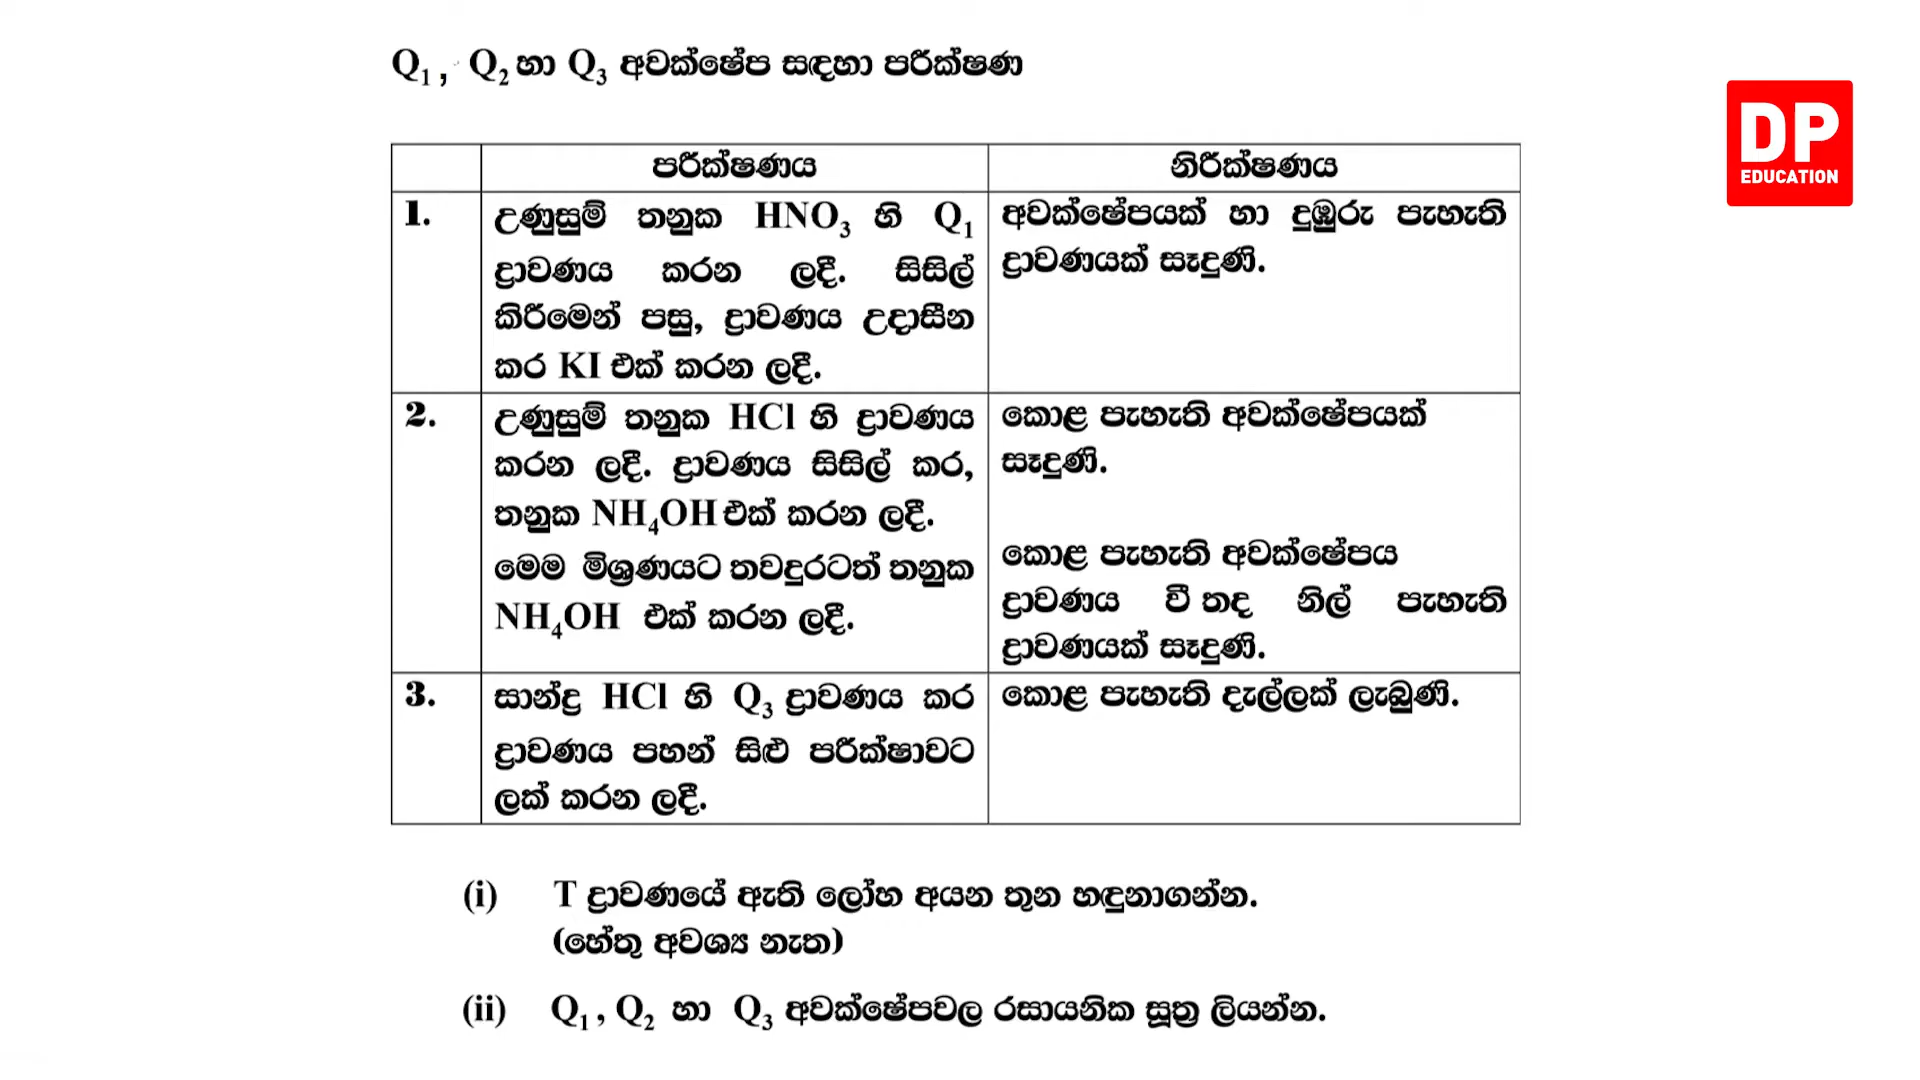 Q₁, Q₂ හා Q₃ අවක්ෂේප සඳහා පරීක්ෂණ
DP
EDUCATION
පරීක්ෂණය
නිරීක්ෂණය
1.
උණුසුම් තනුක HNO₃ හි Q₁
ද්‍රාවණය කරන ලදී. සිසිල්
කිරීමෙන් පසු, ද්‍රාවණය උදාසීන
කර KI එක් කරන ලදී.
අවක්ෂේපයක් හා දුඹුරු පැහැති
ද්‍රාවණයක් සෑදුණි.
2.
උණුසුම් තනුක HCl හි ද්‍රාවණය
කරන ලදී. ද්‍රාවණය සිසිල් කර,
තනුක NH₄OH එක් කරන ලදී.
මෙම මිශ්‍රණයට තවදුරටත් තනුක
NH₄OH එක් කරන ලදී.
කොළ පැහැති අවක්ෂේපයක්
සෑදුණි.
කොළ පැහැති අවක්ෂේපය
ද්‍රාවණය වී තද නිල් පැහැති
ද්‍රාවණයක් සෑදුණි.
3.
සාන්ද්‍ර HCl හි Q₃ ද්‍රාවණය කර
ද්‍රාවණය පහන් සිළු පරීක්ෂාවට
ලක් කරන ලදී.
කොළ පැහැති දැල්ලක් ලැබුණි.
(i) T ද්‍රාවණයේ ඇති ලෝහ අයන තුන හඳුනාගන්න.
(හේතු අවශ්‍ය නැත)
(ii) Q₁, Q₂ හා Q₃ අවක්ෂේපවල රසායනික සූත්‍ර ලියන්න.